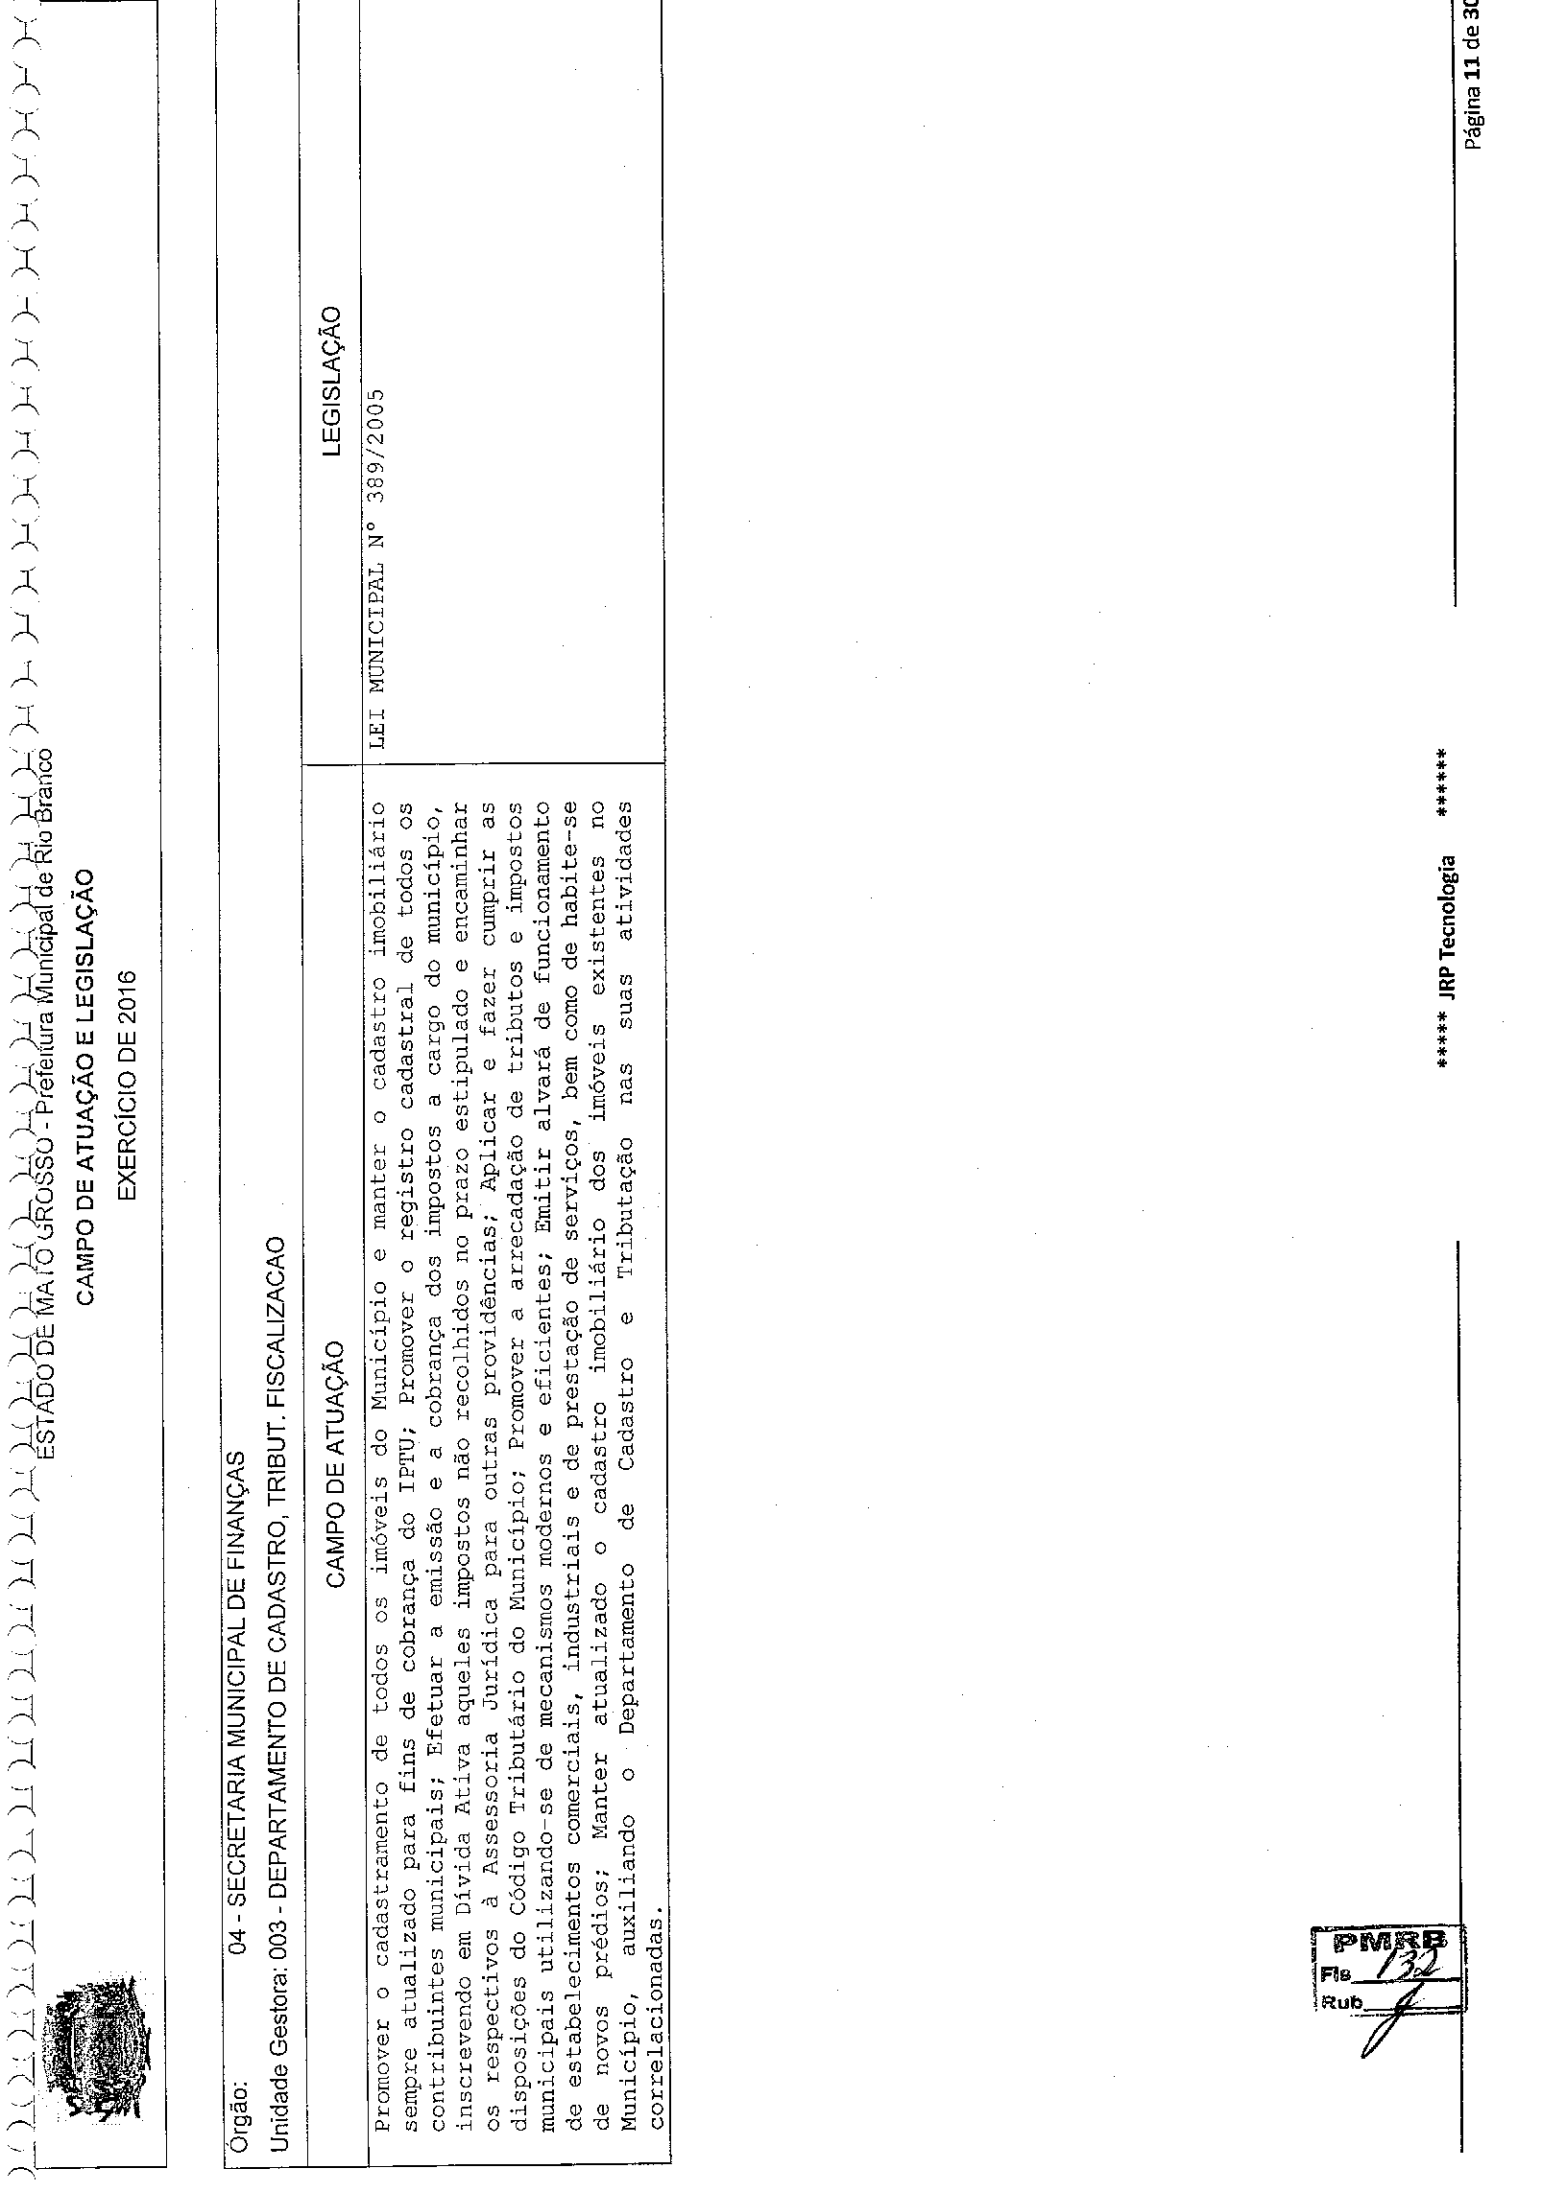 ESTADO DE MATO GROSSO - Prefeitura Municipal de Rio Branco
CAMPO DE ATUAÇÃO E LEGISLAÇÃO
EXERCÍCIO DE 2016
Órgão: 04 - SECRETARIA MUNICIPAL DE FINANÇAS
Unidade Gestora: 003 - DEPARTAMENTO DE CADASTRO, TRIBUT. FISCALIZACAO
CAMPO DE ATUAÇÃO
Promover o cadastramento de todos os imóveis do Município e manter o cadastro imobiliário
sempre atualizado para fins de cobrança do IPTU; Promover o registro cadastral de todos os
contribuintes municipais; Efetuar a emissão e a cobrança dos impostos a cargo do município,
inscrevendo em Dívida Ativa aqueles impostos não recolhidos no prazo estipulado e encaminhar
os respectivos à Assessoria Jurídica para outras providências; Aplicar e fazer cumprir as
disposições do Código Tributário do Município; Promover a arrecadação de tributos e impostos
municipais utilizando-se de mecanismos modernos e eficientes; Emitir alvará de funcionamento
de estabelecimentos comerciais, industriais e de prestação de serviços, bem como de habite-se
de novos prédios; Manter atualizado o cadastro imobiliário dos imóveis existentes no
Município, auxiliando o Departamento de Cadastro e Tributação nas suas atividades
correlacionadas.
LEGISLAÇÃO
LEI MUNICIPAL N° 389/2005
PMRB
Fls 132
Rub
***** JRP Tecnologia ******
Página 11 de 30